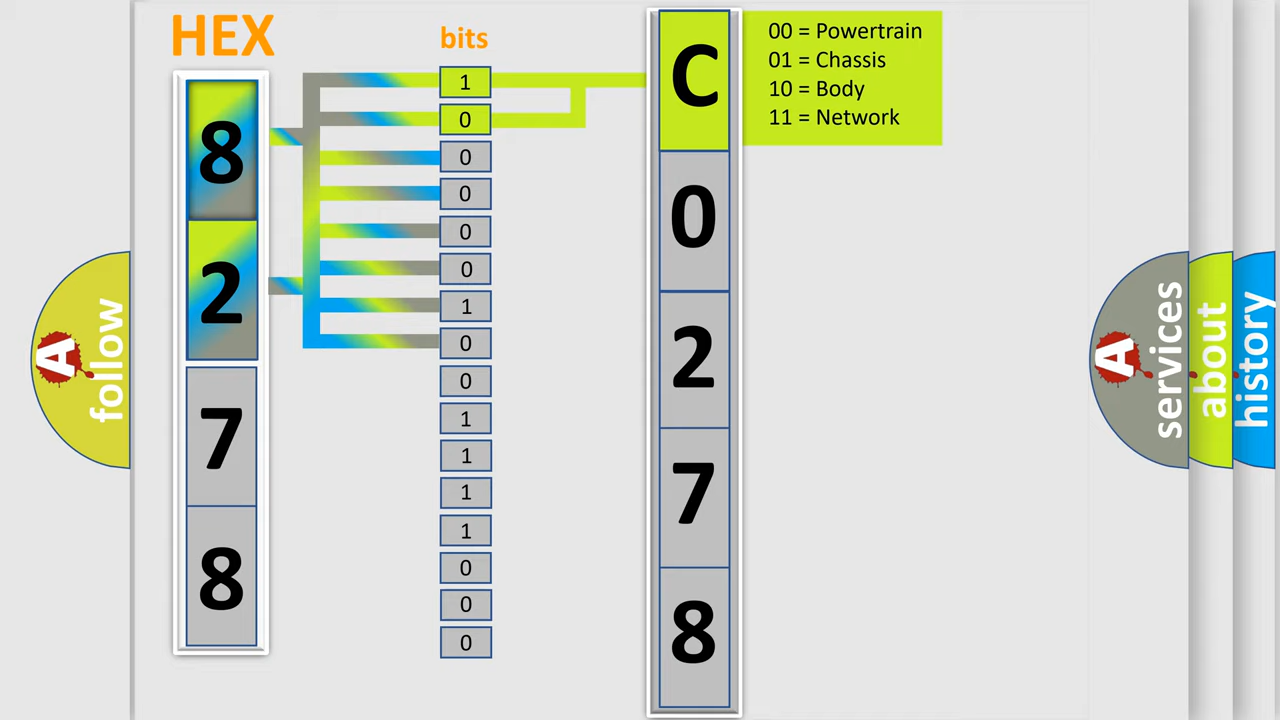 HEX
8
2
7
8
bits
1
0
0
0
0
0
1
0
0
1
1
1
1
0
0
0
C
0
2
7
8
00 = Powertrain
01 = Chassis
10 = Body
11 = Network
A
follow
A
services
about
history